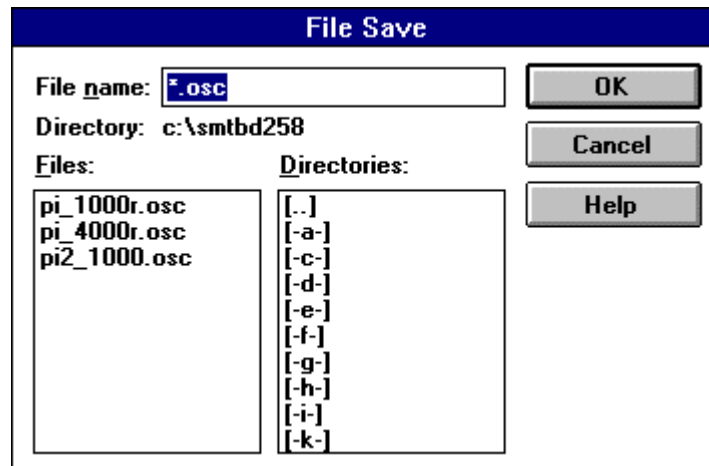 File Save
File name: *.osc
OK
Directory: c:\smtbd258
Cancel
Files:
Directories:
Help
pi_1000r.osc
pi_4000r.osc
pi2_1000.osc
[..]
[-a-]
[-c-]
[-d-]
[-e-]
[-f-]
[-g-]
[-h-]
[-i-]
[-k-]